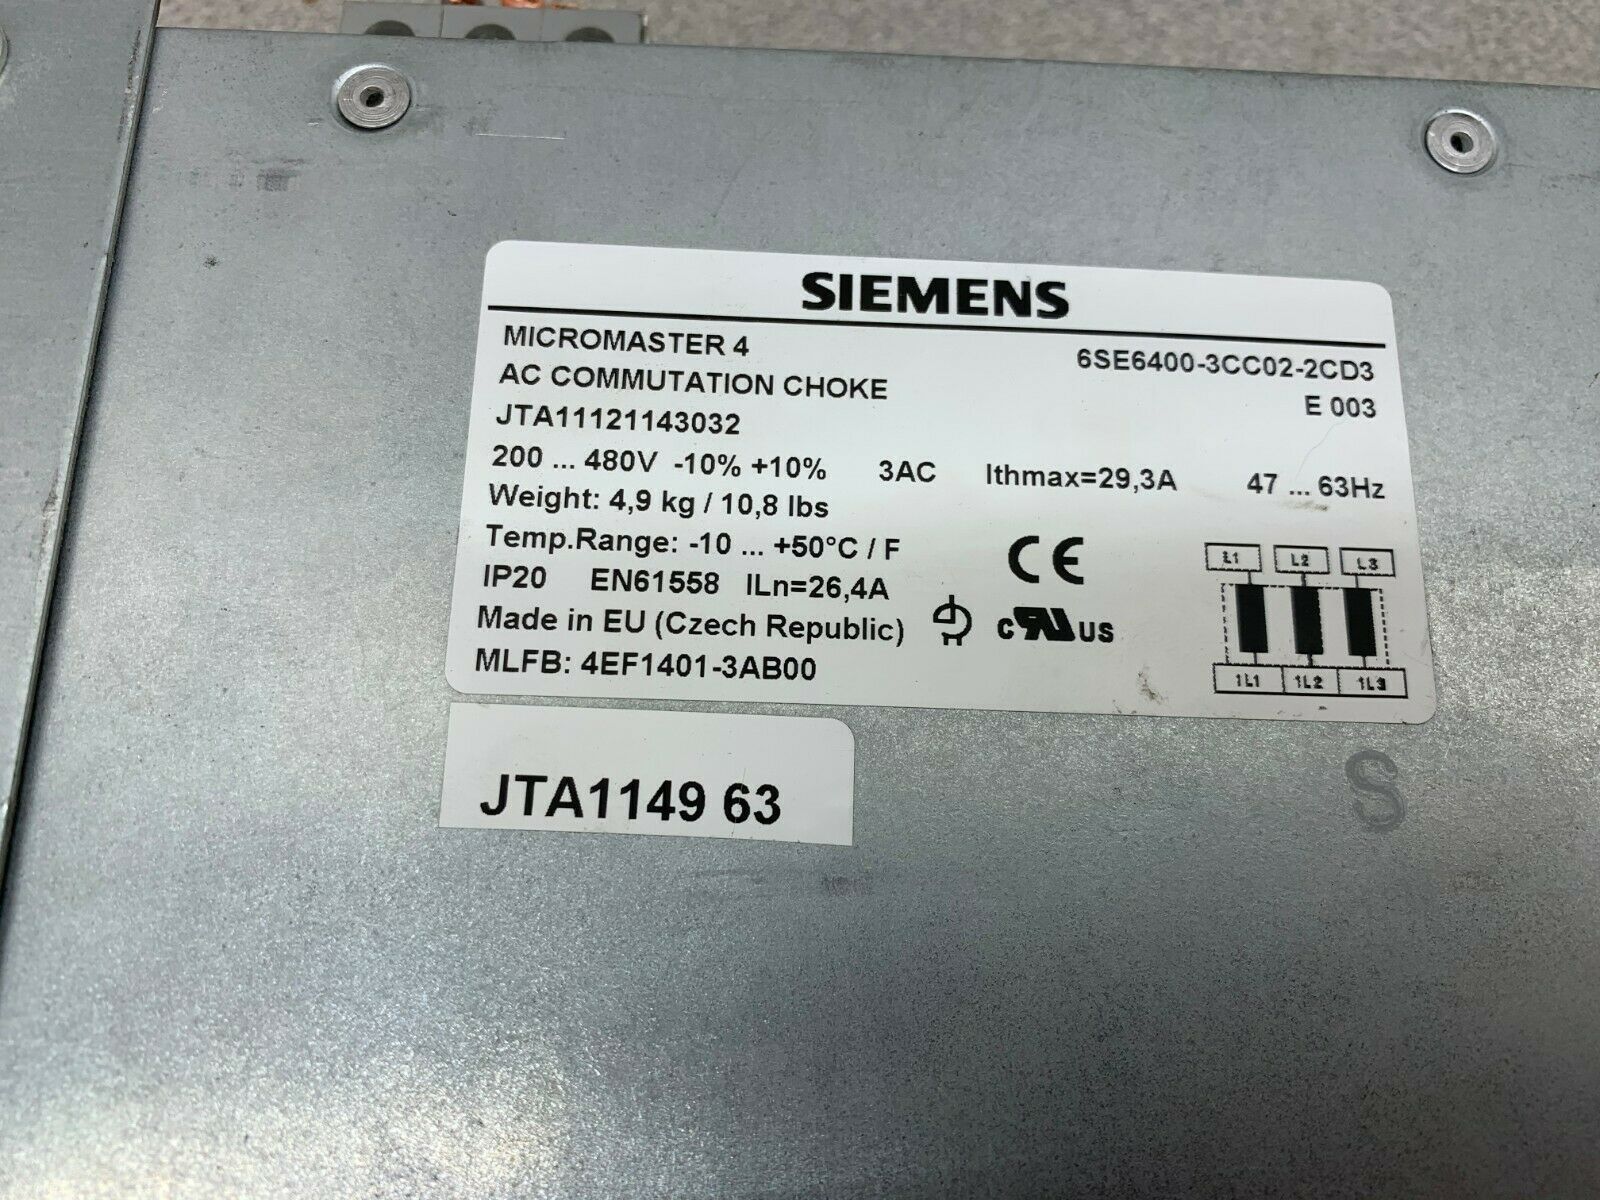 SIEMENS
MICROMASTER 4 6SE6400-3CC02-2CD3
AC COMMUTATION CHOKE E 003
JTA11121143032
200 ... 480V -10% +10% 3AC Ithmax=29,3A 47 ... 63Hz
Weight: 4,9 kg / 10,8 lbs
Temp.Range: -10 ... +50°C / F
CE
IP20 EN61558 ILn=26,4A
Made in EU (Czech Republic) c RU US
MLFB: 4EF1401-3AB00
L1 L2 L3
1L1 1L2 1L3
JTA1149 63
S